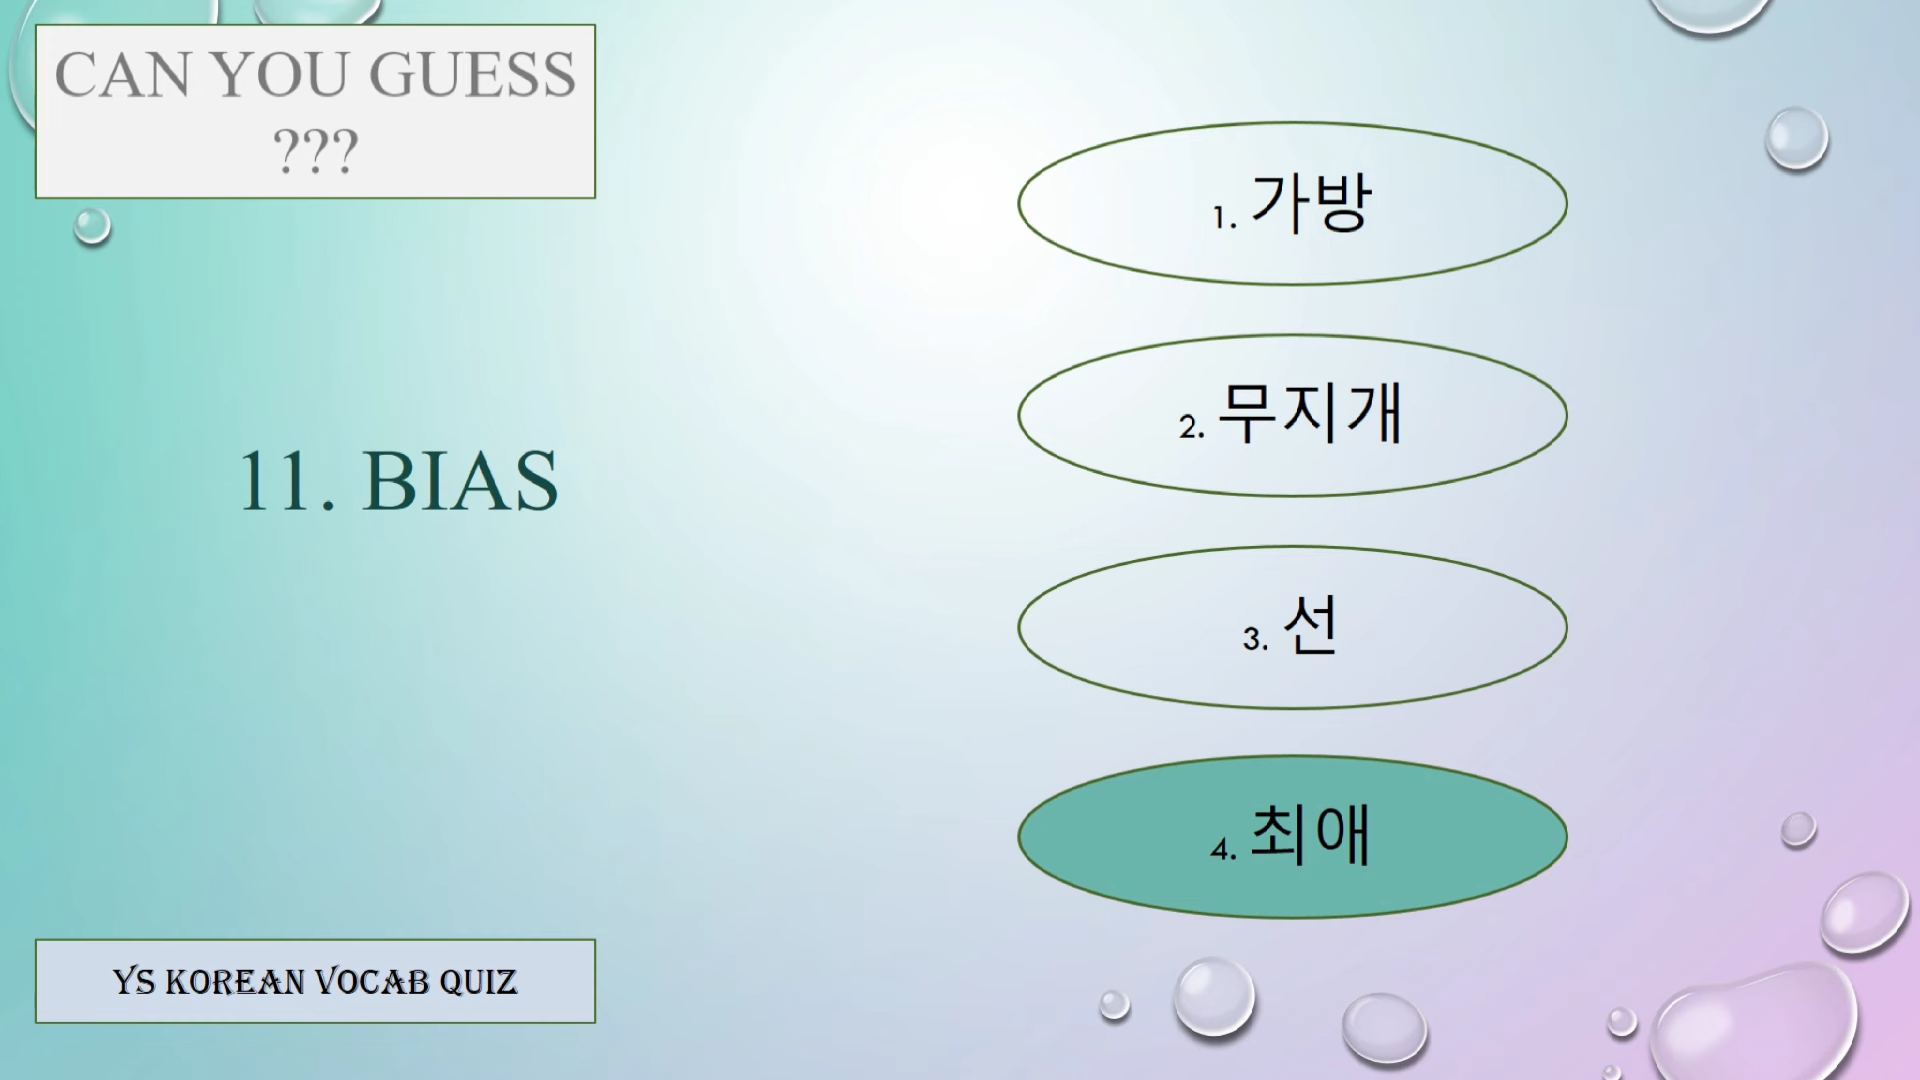 CAN YOU GUESS
???
11. BIAS
1. 가방
2. 무지개
3. 선
4. 최애
YS KOREAN VOCAB QUIZ